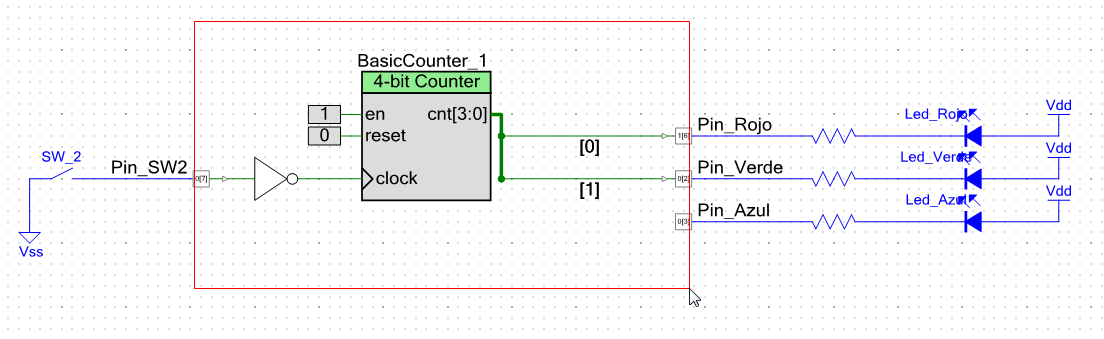 BasicCounter_1
4-bit Counter
1
en
cnt[3:0]
0
reset
clock
[0]
[1]
SW_2
Pin_SW2
0[7]
Vss
1[6]
Pin_Rojo
Led_Rojo
Vdd
0[2]
Pin_Verde
Led_Verde
Vdd
0[3]
Pin_Azul
Led_Azul
Vdd